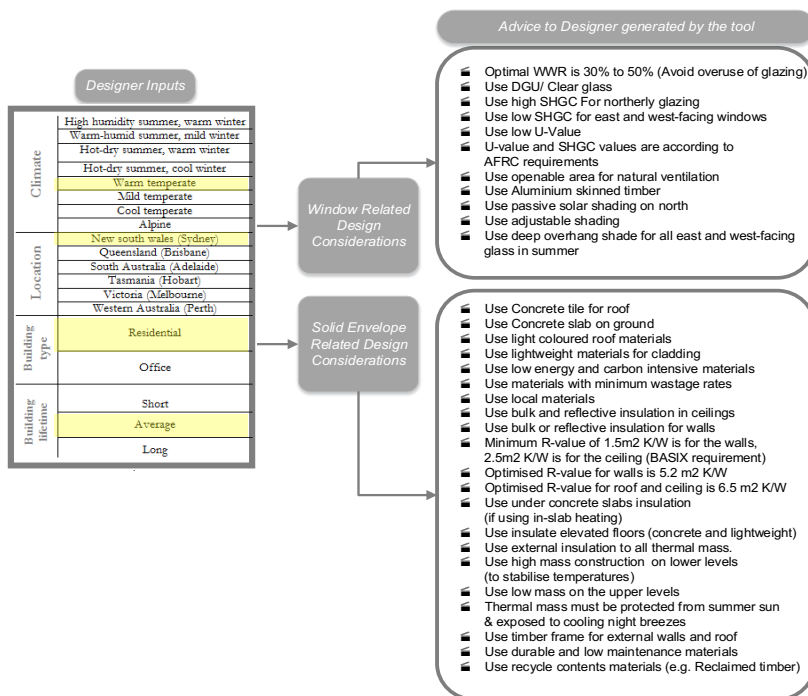 Advice to Designer generated by the tool
Designer Inputs
Climate
High humidity summer, warm winter
Warm-humid summer, mild winter
Hot-dry summer, warm winter
Hot-dry summer, cool winter
Warm temperate
Mild temperate
Cool temperate
Alpine
Location
New south wales (Sydney)
Queensland (Brisbane)
South Australia (Adelaide)
Tasmania (Hobart)
Victoria (Melbourne)
Western Australia (Perth)
Building
type
Residential
Office
Building
lifetime
Short
Average
Long
Window Related
Design
Considerations
Solid Envelope
Related Design
Considerations
Optimal WWR is 30% to 50% (Avoid overuse of glazing)
Use DGU/ Clear glass
Use high SHGC For northerly glazing
Use low SHGC for east and west-facing windows
Use low U-Value
U-value and SHGC values are according to
AFRC requirements
Use openable area for natural ventilation
Use Aluminium skinned timber
Use passive solar shading on north
Use adjustable shading
Use deep overhang shade for all east and west-facing
glass in summer
Use Concrete tile for roof
Use Concrete slab on ground
Use light coloured roof materials
Use lightweight materials for cladding
Use low energy and carbon intensive materials
Use materials with minimum wastage rates
Use local materials
Use bulk and reflective insulation in ceilings
Use bulk or reflective insulation for walls
Minimum R-value of 1.5m2 K/W is for the walls,
2.5m2 K/W is for the ceiling (BASIX requirement)
Optimised R-value for walls is 5.2 m2 K/W
Optimised R-value for roof and ceiling is 6.5 m2 K/W
Use under concrete slabs insulation
(if using in-slab heating)
Use insulate elevated floors (concrete and lightweight)
Use external insulation to all thermal mass.
Use high mass construction on lower levels
(to stabilise temperatures)
Use low mass on the upper levels
Thermal mass must be protected from summer sun
& exposed to cooling night breezes
Use timber frame for external walls and roof
Use durable and low maintenance materials
Use recycle contents materials (e.g. Reclaimed timber)